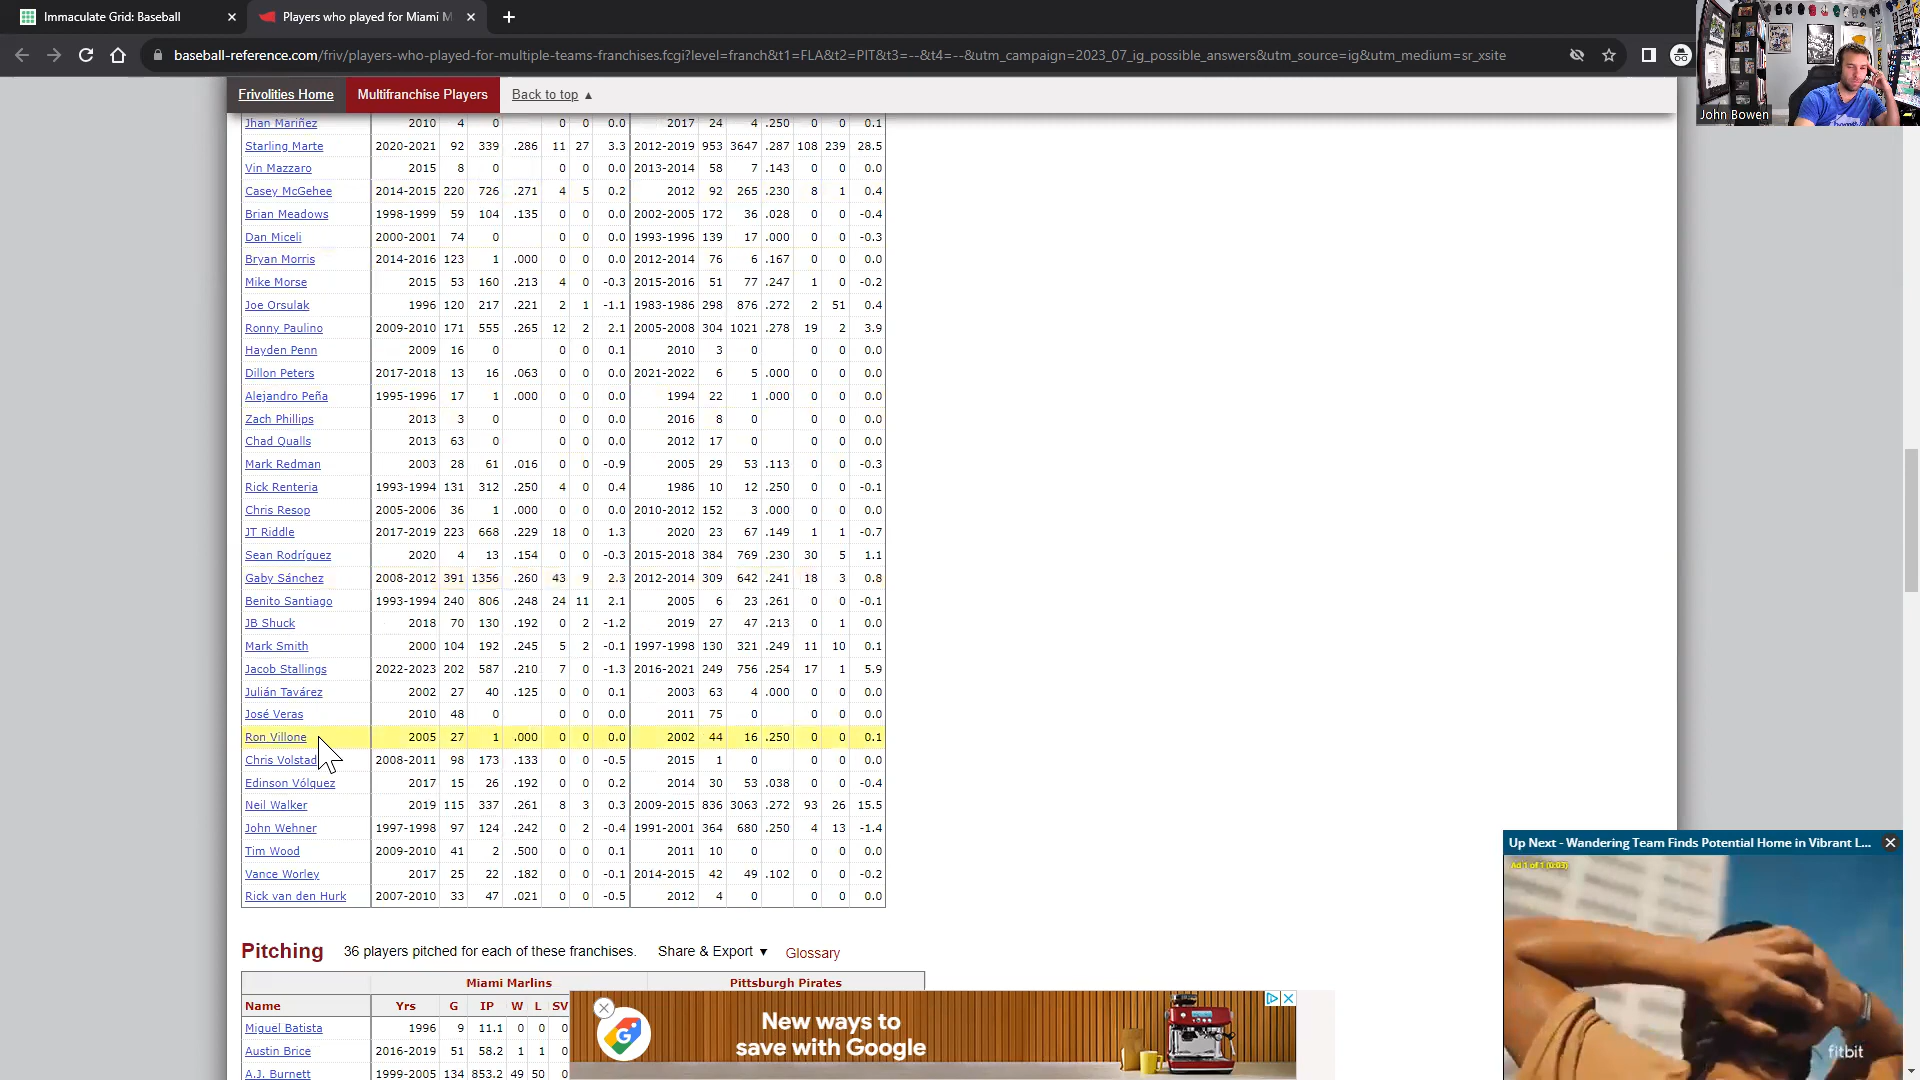 Immaculate Grid: Baseball
Players who played for Miami M
baseball-reference.com/friv/players-who-played-for-multiple-teams-franchises.fcgi?level=franch&t1=FLA&t2=PIT&t3=--&t4=--&utm_campaign=2023_07_ig_possible_answers&utm_source=ig&utm_medium=sr_xsite
John Bowen
Frivolities Home Multifranchise Players Back to top ▲
Jhan Mariñez 2010 4 0 0 0 0.0 2017 24 4 .250 0 0 0.1
Starling Marte 2020-2021 92 339 .286 11 27 3.3 2012-2019 953 3647 .287 108 239 28.5
Vin Mazzaro 2015 8 0 0 0 0.0 2013-2014 58 7 .143 0 0 0.0
Casey McGehee 2014-2015 220 726 .271 4 5 0.2 2012 92 265 .230 8 1 0.4
Brian Meadows 1998-1999 59 104 .135 0 0 0.0 2002-2005 172 36 .028 0 0 -0.4
Dan Miceli 2000-2001 74 0 0 0 0.0 1993-1996 139 17 .000 0 0 -0.3
Bryan Morris 2014-2016 123 1 .000 0 0 0.0 2012-2014 76 6 .167 0 0 0.0
Mike Morse 2015 53 160 .213 4 0 -0.3 2015-2016 51 77 .247 1 0 -0.2
Joe Orsulak 1996 120 217 .221 2 1 -1.1 1983-1986 298 876 .272 2 51 0.4
Ronny Paulino 2009-2010 171 555 .265 12 2 2.1 2005-2008 304 1021 .278 19 2 3.9
Hayden Penn 2009 16 0 0 0 0.1 2010 3 0 0 0 0.0
Dillon Peters 2017-2018 13 16 .063 0 0 0.0 2021-2022 6 5 .000 0 0 0.0
Alejandro Peña 1995-1996 17 1 .000 0 0 0.0 1994 22 1 .000 0 0 0.0
Zach Phillips 2013 3 0 0 0 0.0 2016 8 0 0 0 0.0
Chad Qualls 2013 63 0 0 0 0.0 2012 17 0 0 0 0.0
Mark Redman 2003 28 61 .016 0 0 -0.9 2005 29 53 .113 0 0 -0.3
Rick Renteria 1993-1994 131 312 .250 4 0 0.4 1986 10 12 .250 0 0 -0.1
Chris Resop 2005-2006 36 1 .000 0 0 0.0 2010-2012 152 3 .000 0 0 0.0
JT Riddle 2017-2019 223 668 .229 18 0 1.3 2020 23 67 .149 1 1 -0.7
Sean Rodríguez 2020 4 13 .154 0 0 -0.3 2015-2018 384 769 .230 30 5 1.1
Gaby Sánchez 2008-2012 391 1356 .260 43 9 2.3 2012-2014 309 642 .241 18 3 0.8
Benito Santiago 1993-1994 240 806 .248 24 11 2.1 2005 6 23 .261 0 0 -0.1
JB Shuck 2018 70 130 .192 0 2 -1.2 2019 27 47 .213 0 1 0.0
Mark Smith 2000 104 192 .245 5 2 -0.1 1997-1998 130 321 .249 11 10 0.1
Jacob Stallings 2022-2023 202 587 .210 7 0 -1.3 2016-2021 249 756 .254 17 1 5.9
Julián Tavárez 2002 27 40 .125 0 0 0.1 2003 63 4 .000 0 0 0.0
José Veras 2010 48 0 0 0 0.0 2011 75 0 0 0 0.0
Ron Villone 2005 27 1 .000 0 0 0.0 2002 44 16 .250 0 0 0.1
Chris Volstad 2008-2011 98 173 .133 0 0 -0.5 2015 1 0 0 0 0.0
Edinson Vólquez 2017 15 26 .192 0 0 0.2 2014 30 53 .038 0 0 -0.4
Neil Walker 2019 115 337 .261 8 3 0.3 2009-2015 836 3063 .272 93 26 15.5
John Wehner 1997-1998 97 124 .242 0 2 -0.4 1991-2001 364 680 .250 4 13 -1.4
Tim Wood 2009-2010 41 2 .500 0 0 0.1 2011 10 0 0 0 0.0
Vance Worley 2017 25 22 .182 0 0 -0.1 2014-2015 42 49 .102 0 0 -0.2
Rick van den Hurk 2007-2010 33 47 .021 0 0 -0.5 2012 4 0 0 0 0.0
Up Next - Wandering Team Finds Potential Home in Vibrant L...
Ad 1 of 1 (0:03)
fitbit
Pitching 36 players pitched for each of these franchises. Share & Export ▼ Glossary
Miami Marlins Pittsburgh Pirates
Name Yrs G IP W L SV
Miguel Batista 1996 9 11.1 0 0 0
Austin Brice 2016-2019 51 58.2 1 1 0
A.J. Burnett 1999-2005 134 853.2 49 50 0
New ways to
save with Google